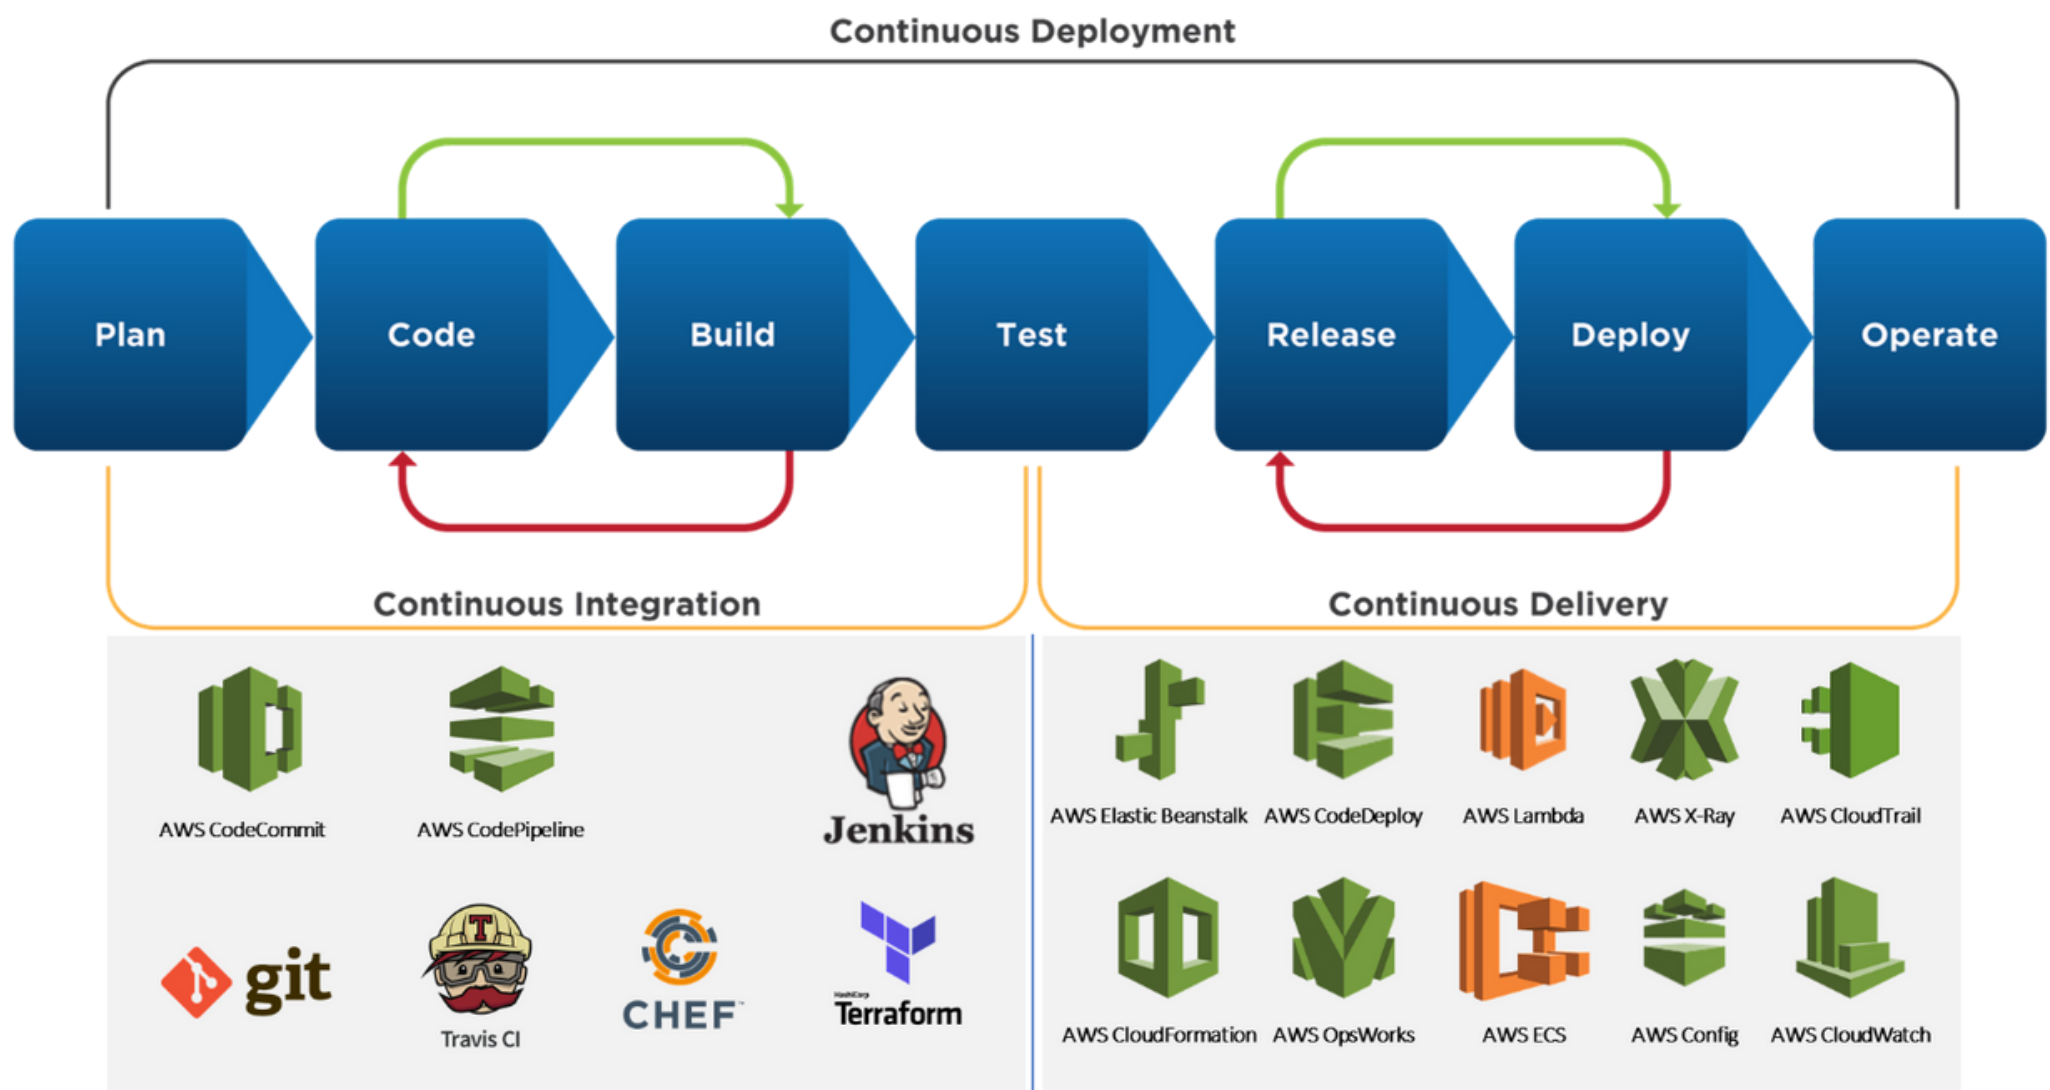 Continuous Deployment
Plan
Code
Build
Test
Release
Deploy
Operate
Continuous Integration
Continuous Delivery
AWS CodeCommit
AWS CodePipeline
Jenkins
git
T
Travis CI
CHEF™
HashiCorp
Terraform
AWS Elastic Beanstalk
AWS CodeDeploy
AWS Lambda
AWS X-Ray
AWS CloudTrail
AWS CloudFormation
AWS OpsWorks
AWS ECS
AWS Config
AWS CloudWatch